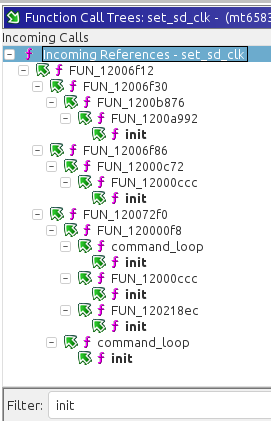 Function Call Trees: set_sd_clk - (mt6583
Incoming Calls
f Incoming References - set_sd_clk
f FUN_12006f12
f FUN_12006f30
f FUN_1200b876
f FUN_1200a992
f init
f FUN_12006f86
f FUN_12000c72
f FUN_12000ccc
f init
f FUN_120072f0
f FUN_120000f8
f command_loop
f init
f FUN_12000ccc
f init
f FUN_120218ec
f init
f command_loop
f init
Filter: init